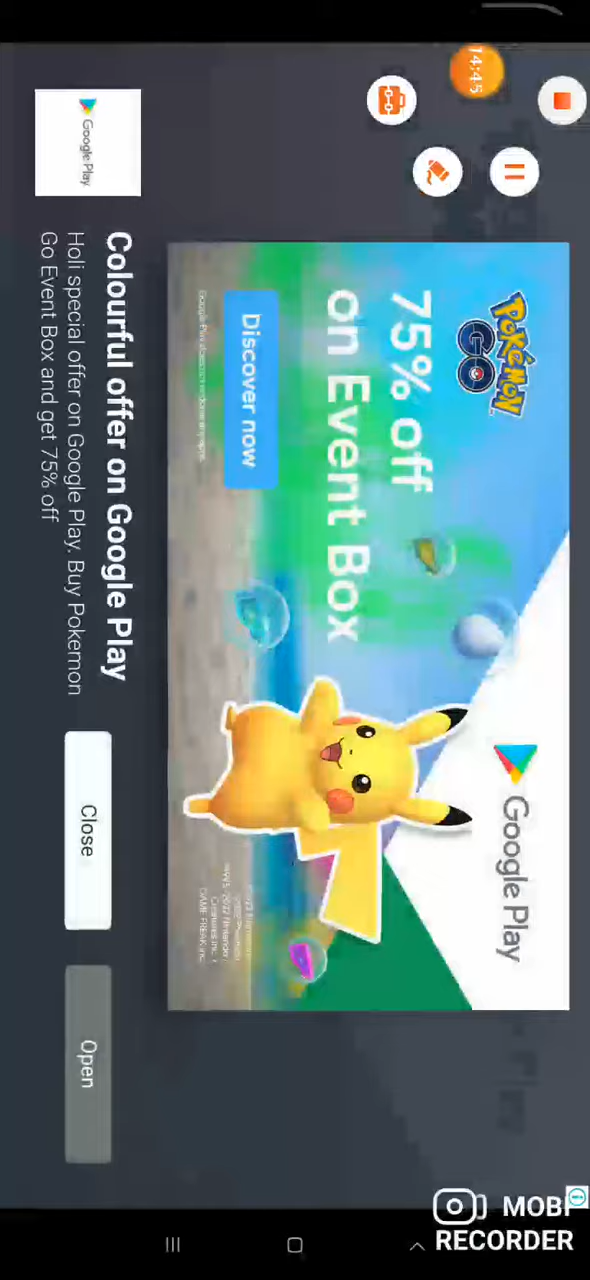 14:45
POKÉMON
GO
75% off
on Event Box
Discover now
Google Play
Google Play
Colourful offer on Google Play
Holi special offer on Google Play. Buy Pokemon
Go Event Box and get 75% off
Close
Open
MOBI
RECORDER